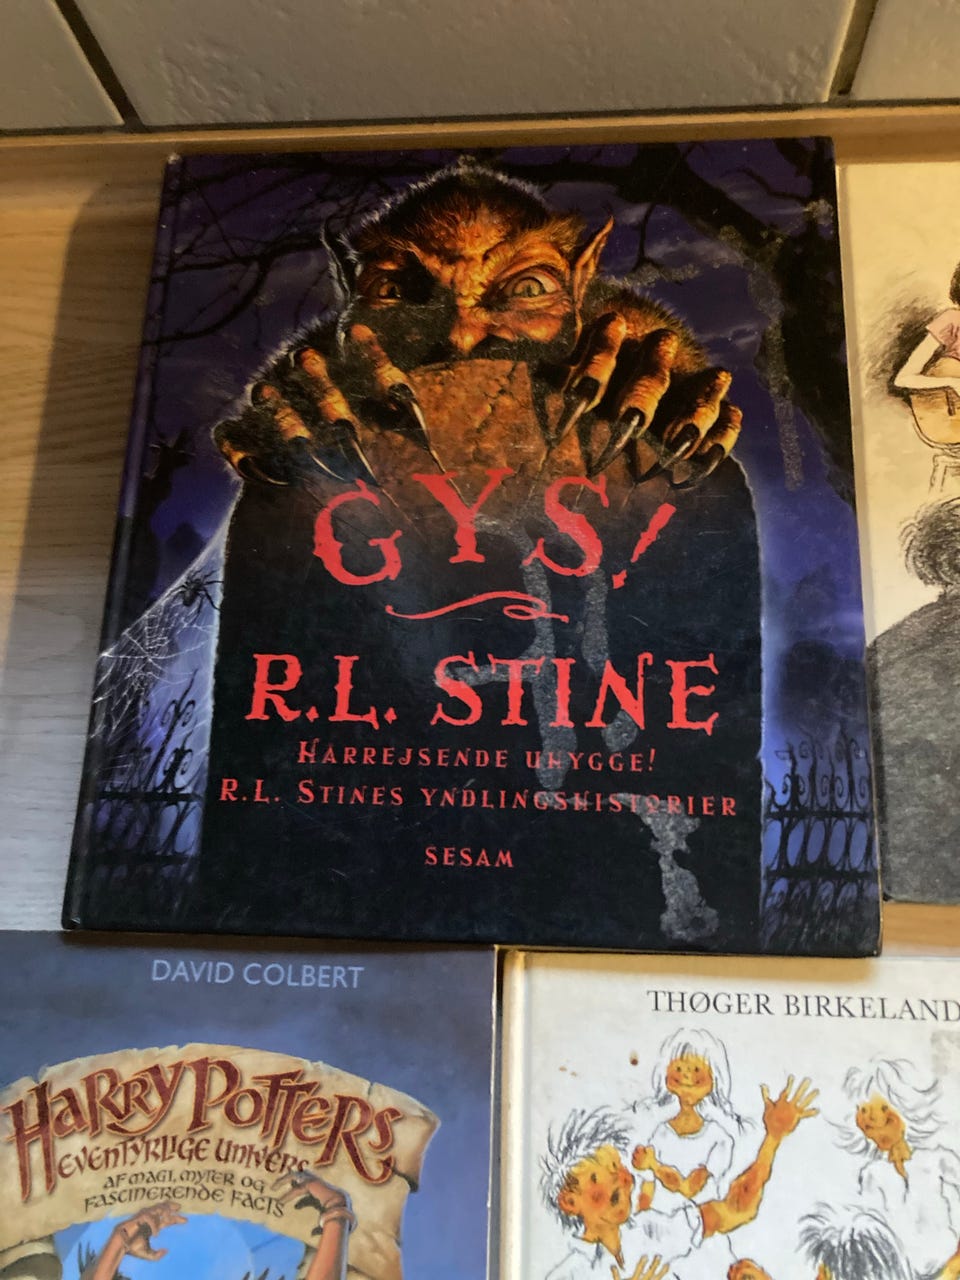 GYS!
R.L. STINE
HARREJSENDE UHYGGE!
R.L. STINES YNDLINGSHISTORIER
SESAM
DAVID COLBERT
HARRY POTTERS
EVENTYRLIGE UNIVERS
AF MAGI, MYTER OG
FASCINERENDE FACTS
THØGER BIRKELAND